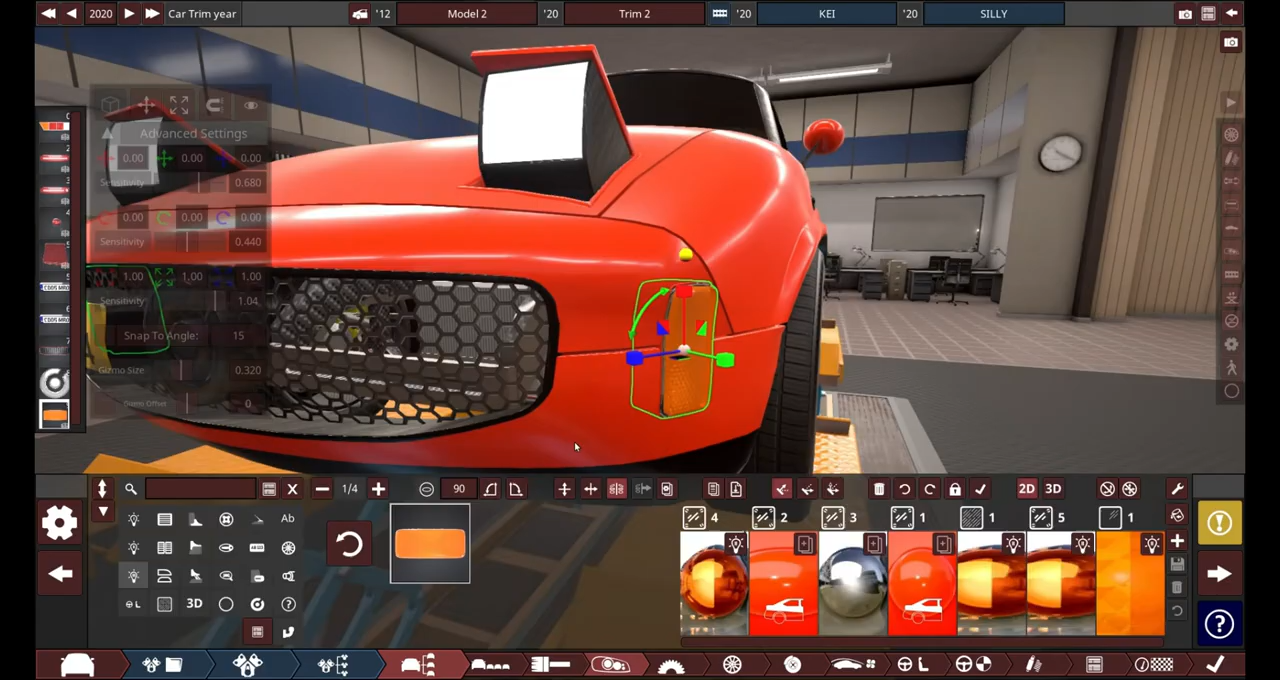 2020 Car Trim year '12 Model 2 '20 Trim 2 '20 KEI '20 SILLY
Advanced Settings
0.00 0.00 0.00
Sensitivity 0.680
0.00 0.00 0.00
Sensitivity 0.440
1.00 1.00 1.00
Sensitivity 1.04
Snap To Angle: 15
Gizmo Size 0.320
Gizmo Offset 0
1/4 90 2D 3D
4 2 3 1 1 5 1
Ab
L 3D ?
?